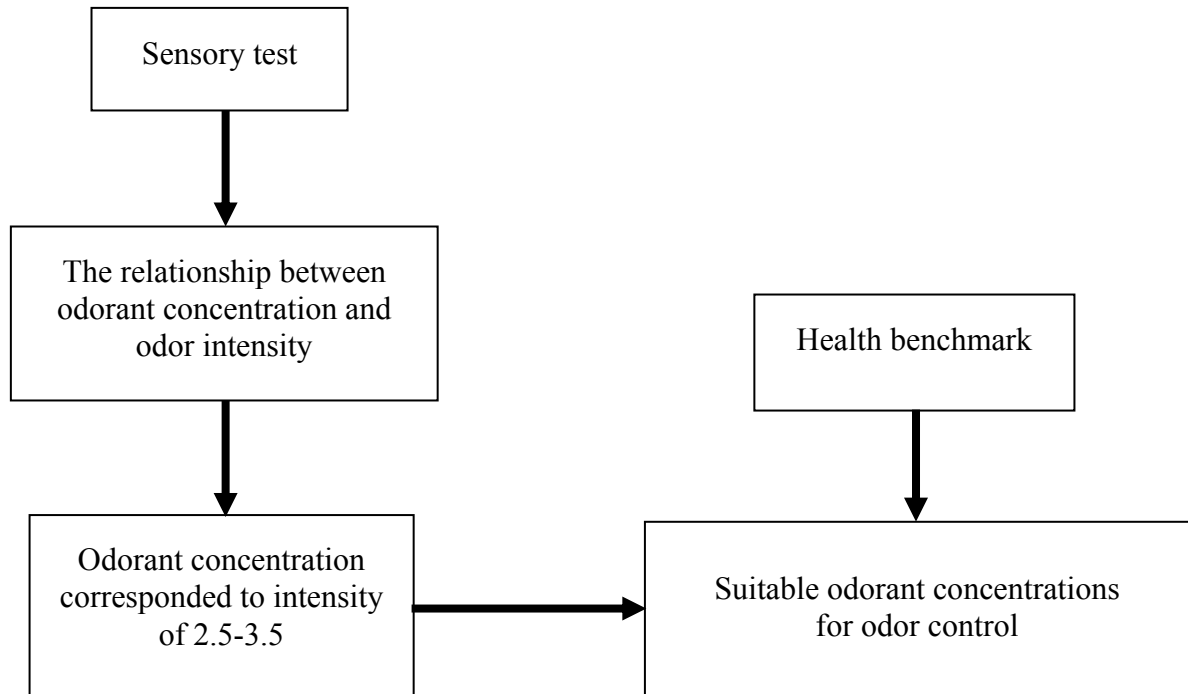 Sensory test
The relationship between
odorant concentration and
odor intensity
Health benchmark
Odorant concentration
corresponded to intensity
of 2.5-3.5
Suitable odorant concentrations
for odor control